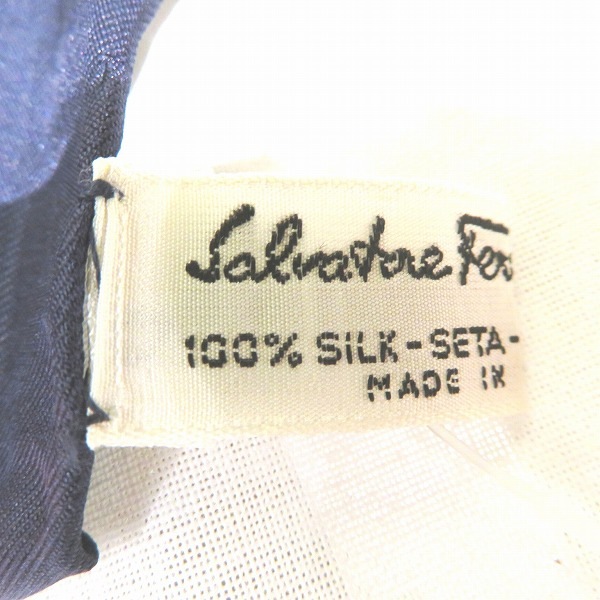 Salvatore Fer
100% SILK-SETA-
MADE IN